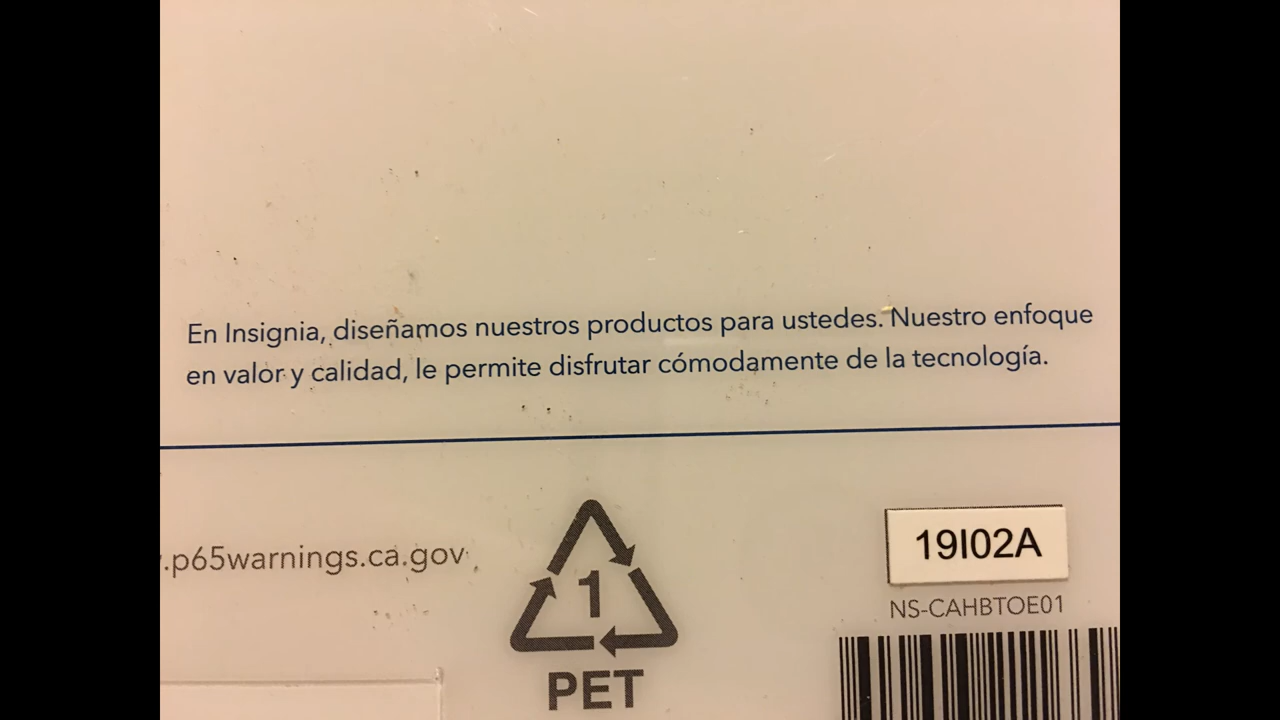 En Insignia, diseñamos nuestros productos para ustedes. Nuestro enfoque
en valor y calidad, le permite disfrutar cómodamente de la tecnología.
.p65warnings.ca.gov
1
PET
19I02A
NS-CAHBTOE01